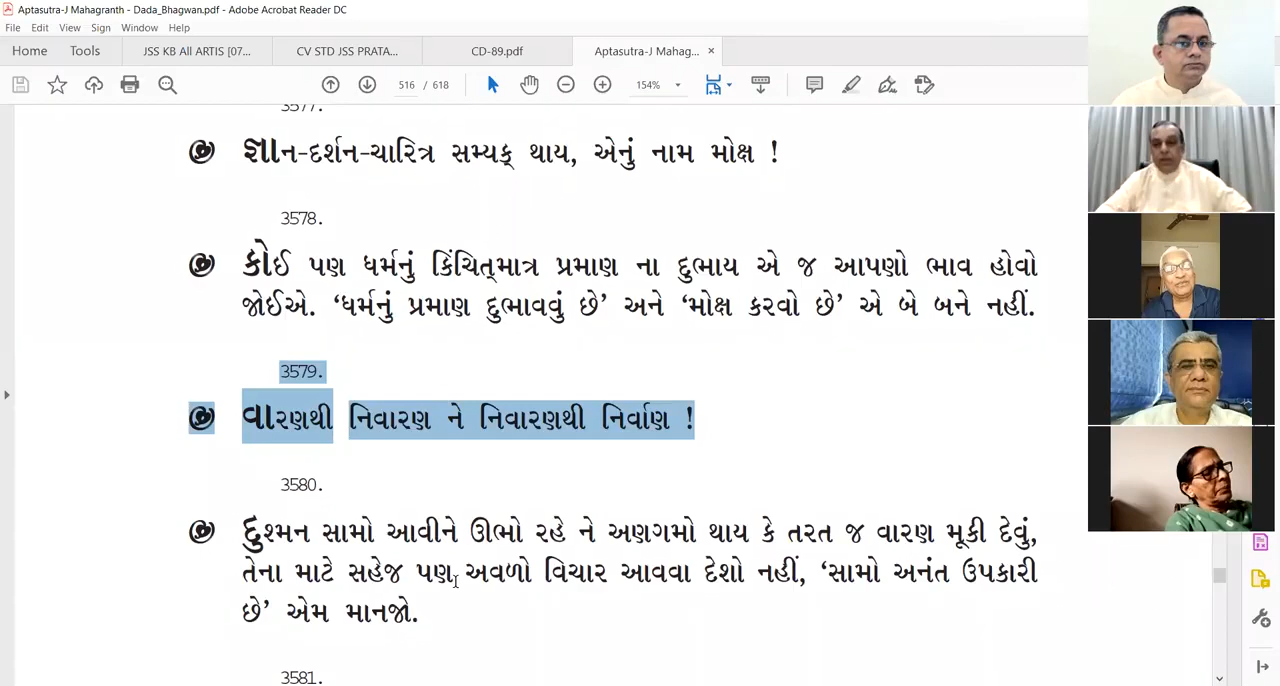 Aptasutra-J Mahagranth - Dada_Bhagwan.pdf - Adobe Acrobat Reader DC
File Edit View Sign Window Help
Home Tools JSS KB All ARTIS [07... CV STD JSS PRATA... CD-89.pdf Aptasutra-J Mahag... ×
516 / 618 154%
3577.
જ્ઞાન-દર્શન-ચારિત્ર સમ્યક્ થાય, એનું નામ મોક્ષ !
3578.
કોઈ પણ ધર્મનું કિંચિત્‌માત્ર પ્રમાણ ના દુભાય એ જ આપણો ભાવ હોવો
જોઈએ. ‘ધર્મનું પ્રમાણ દુભાવવું છે’ અને ‘મોક્ષ કરવો છે’ એ બે બને નહીં.
3579.
વારણથી નિવારણ ને નિવારણથી નિર્વાણ !
3580.
દુશ્મન સામો આવીને ઊભો રહે ને અણગમો થાય કે તરત જ વારણ મૂકી દેવું,
તેના માટે સહેજ પણ અવળો વિચાર આવવા દેશો નહીં, ‘સામો અનંત ઉપકારી
છે’ એમ માનજો.
3581.